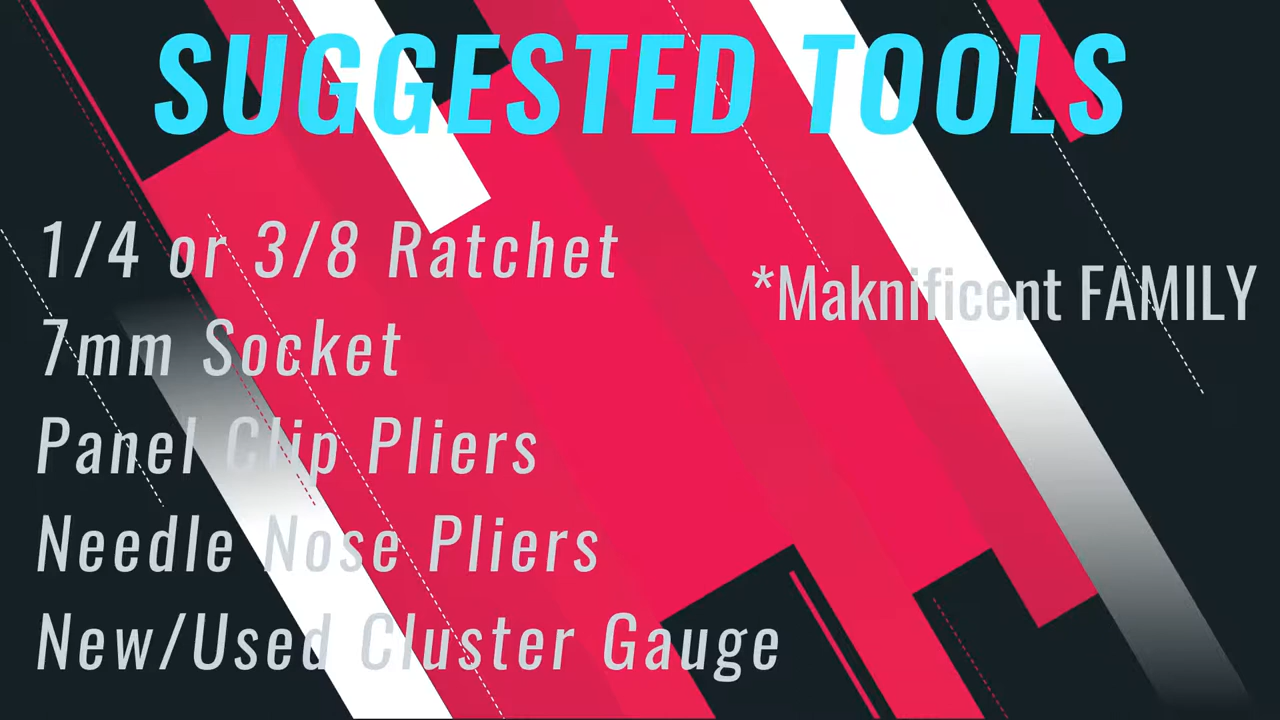 SUGGESTED TOOLS
1/4 or 3/8 Ratchet
*Maknificent FAMILY
7mm Socket
Panel Clip Pliers
Needle Nose Pliers
New/Used Cluster Gauge